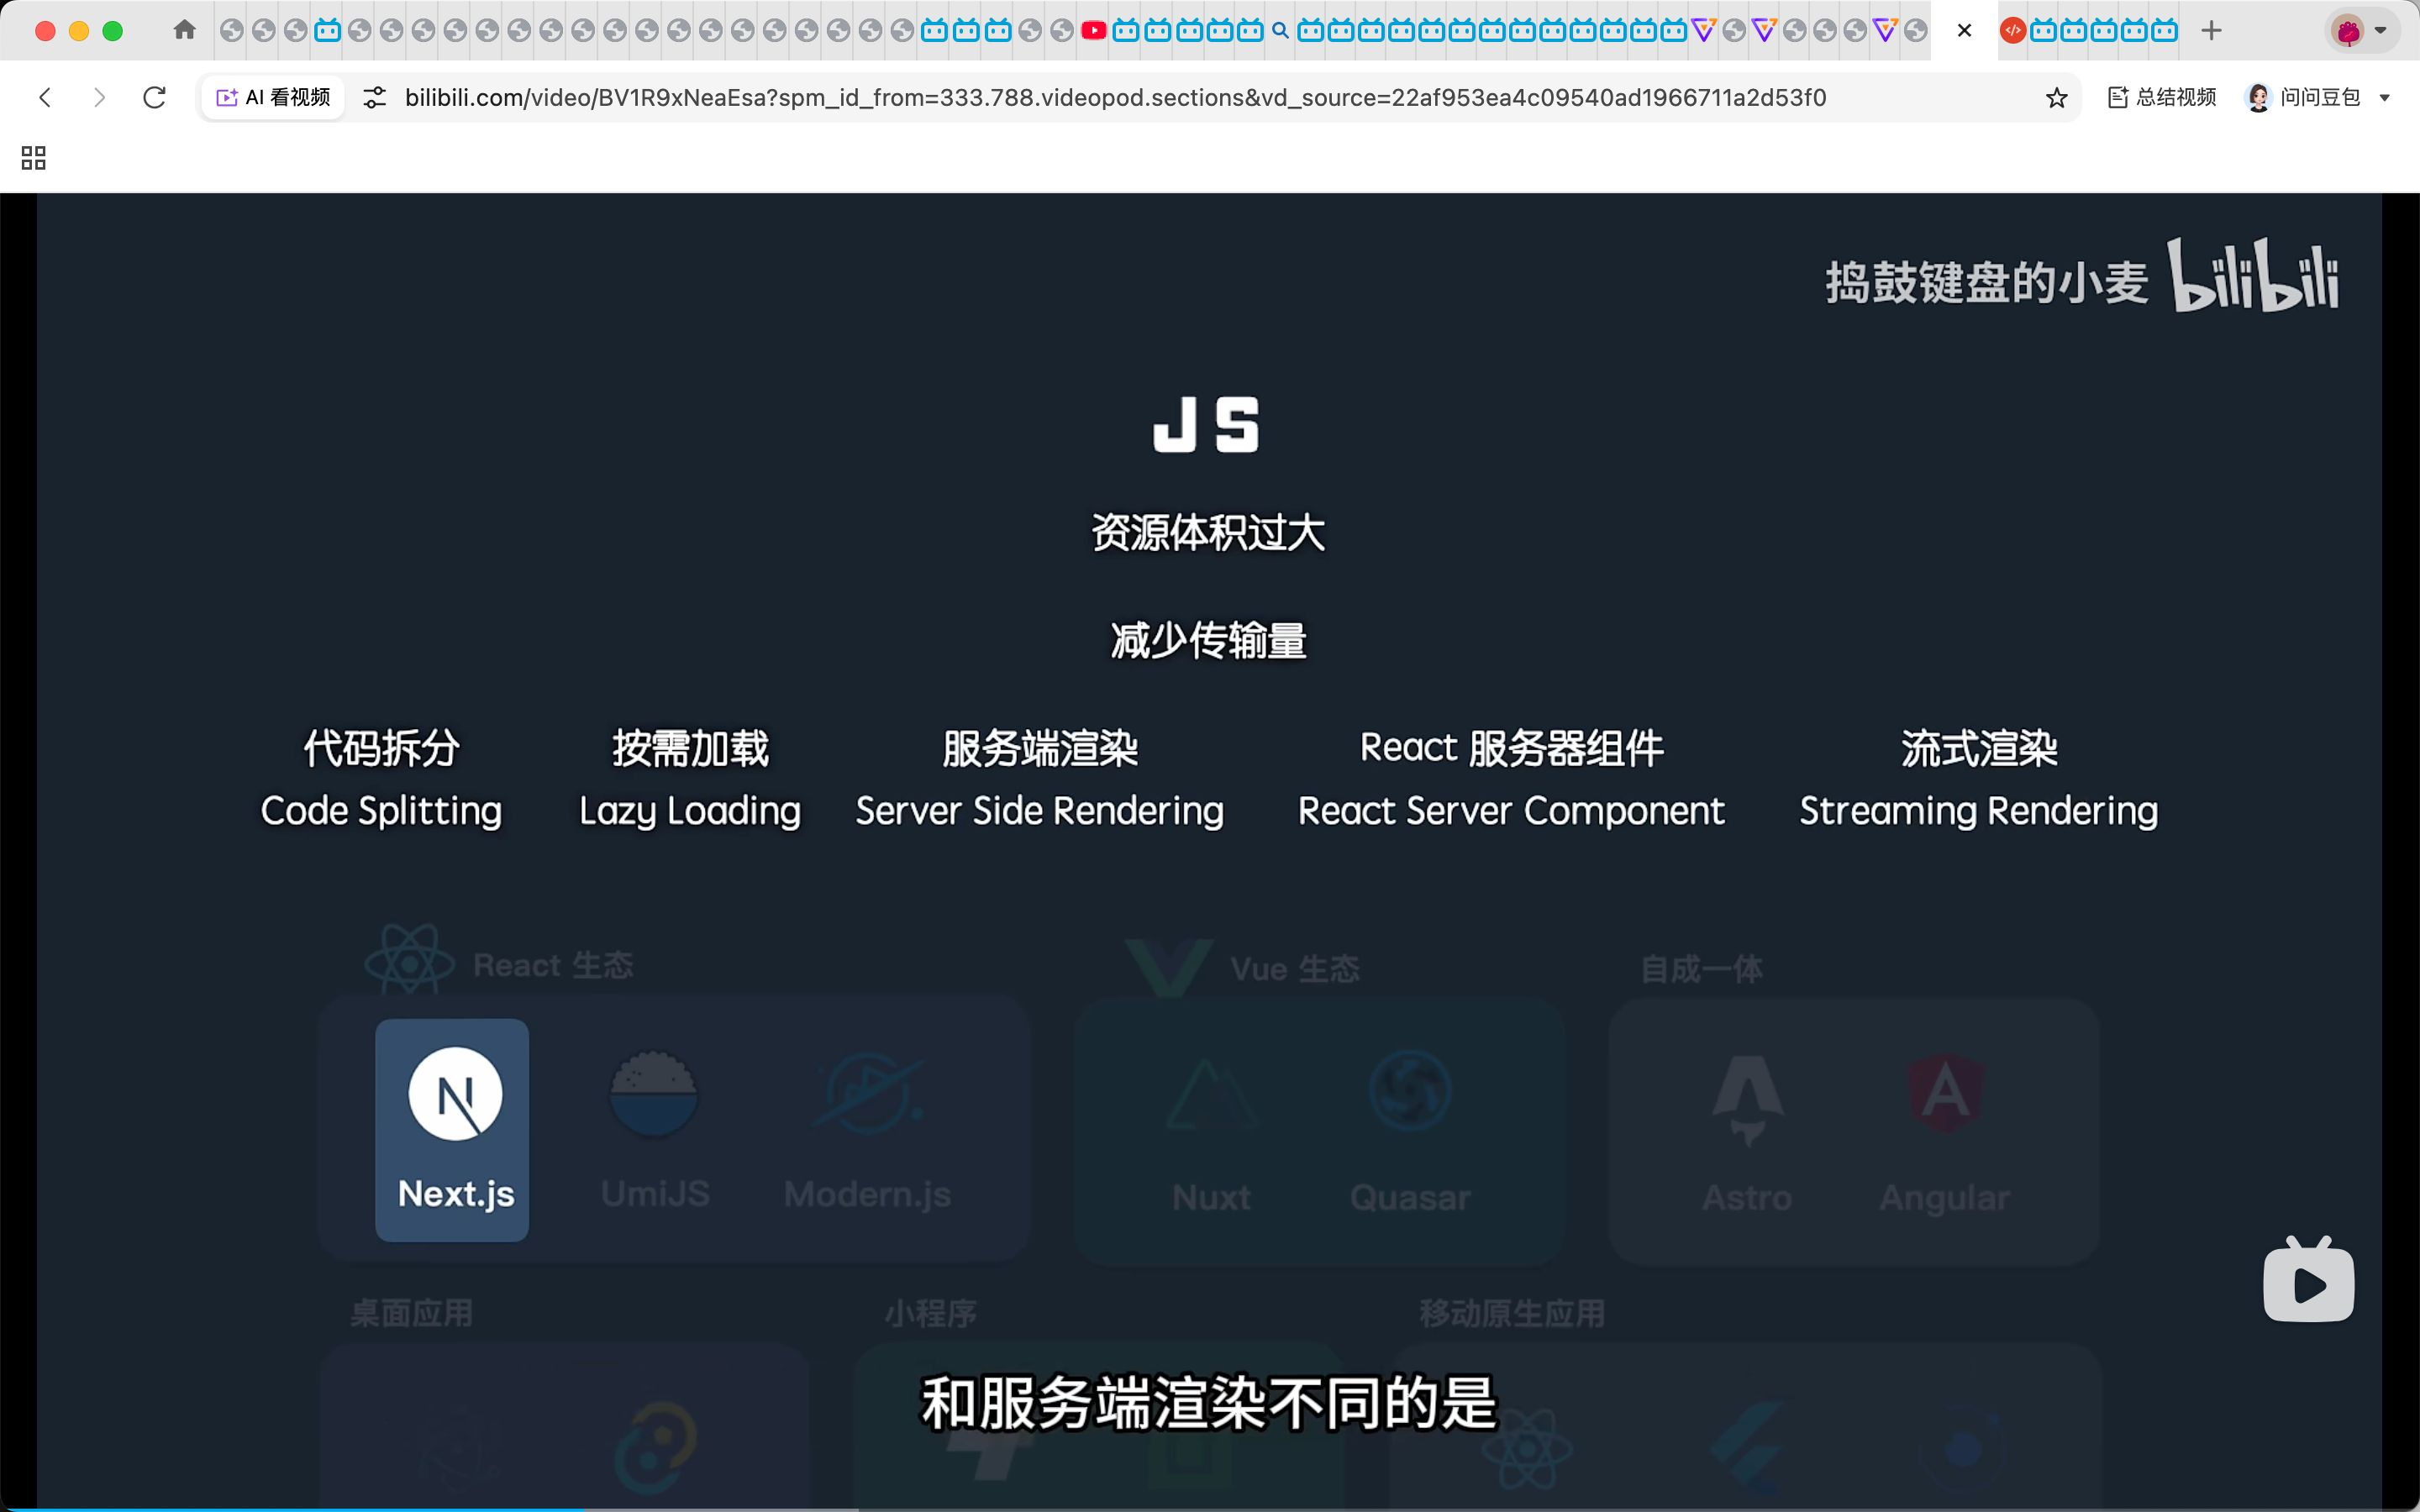 AI 看视频
bilibili.com/video/BV1R9xNeaEsa?spm_id_from=333.788.videopod.sections&vd_source=22af953ea4c09540ad1966711a2d53f0
总结视频
问问豆包
捣鼓键盘的小麦 bilibili
JS
资源体积过大
减少传输量
代码拆分 按需加载 服务端渲染 React 服务器组件 流式渲染
Code Splitting Lazy Loading Server Side Rendering React Server Component Streaming Rendering
React 生态 Vue 生态 自成一体
Next.js UmiJS Modern.js Nuxt Quasar Astro Angular
桌面应用 小程序 移动原生应用
和服务端渲染不同的是